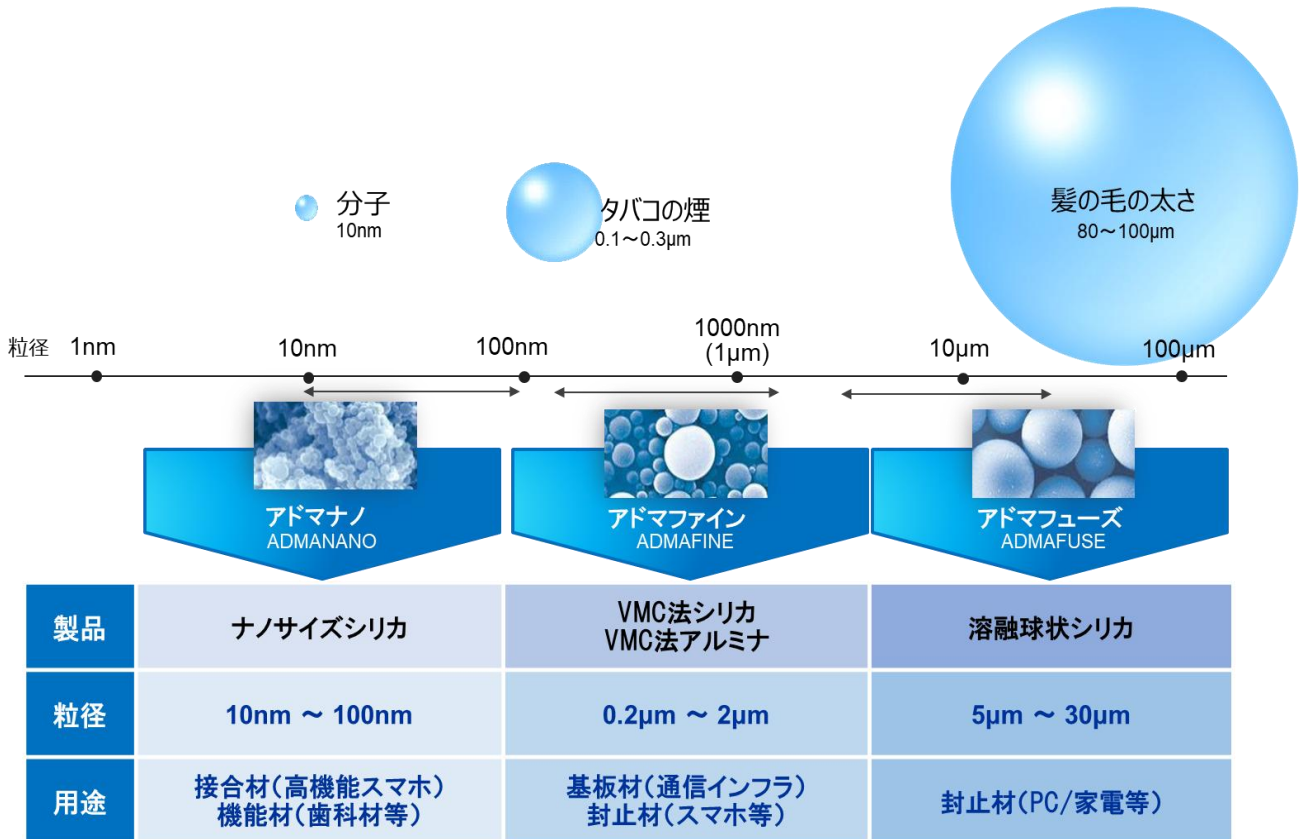 分子
10nm
タバコの煙
0.1～0.3μm
髪の毛の太さ
80～100μm
粒径 1nm 10nm 100nm 1000nm 10μm 100μm
(1μm)
アドマナノ
ADMANANO
アドマファイン
ADMAFINE
アドマフューズ
ADMAFUSE
製品
ナノサイズシリカ
VMC法シリカ
VMC法アルミナ
溶融球状シリカ
粒径
10nm ～ 100nm
0.2μm ～ 2μm
5μm ～ 30μm
用途
接合材(高機能スマホ)
機能材(歯科材等)
基板材(通信インフラ)
封止材(スマホ等)
封止材(PC/家電等)